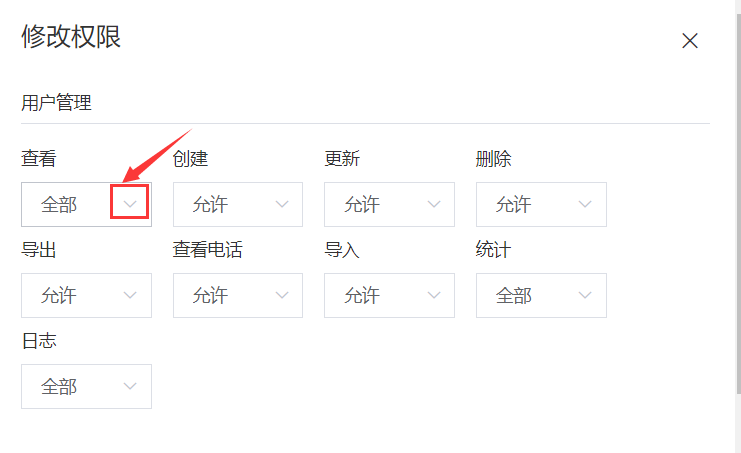 修改权限
用户管理
查看 创建 更新 删除
全部 允许 允许 允许
导出 查看电话 导入 统计
允许 允许 允许 全部
日志
全部